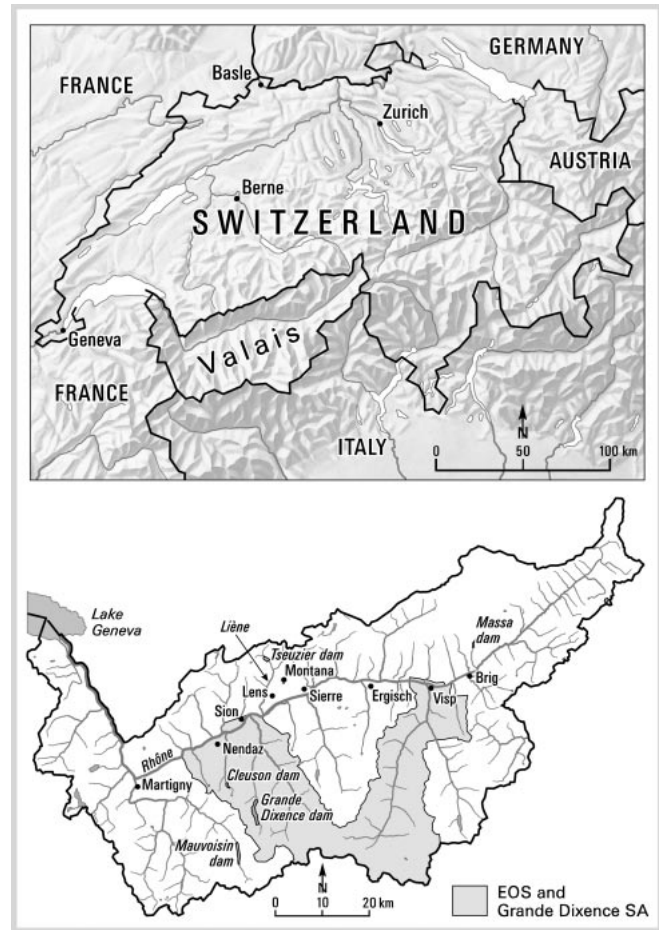 GERMANY
FRANCE
Basle
Zurich
AUSTRIA
Berne
SWITZERLAND
Geneva
Valais
FRANCE
ITALY
N
0 50 100 km
Lake
Geneva
Massa
dam
Liène
Tseuzier dam
Montana
Lens
Sierre
Ergisch
Visp
Brig
Sion
Rhône
Nendaz
Martigny
Cleuson dam
Grande
Dixence dam
Mauvoisin
dam
N
0 10 20 km
EOS and
Grande Dixence SA